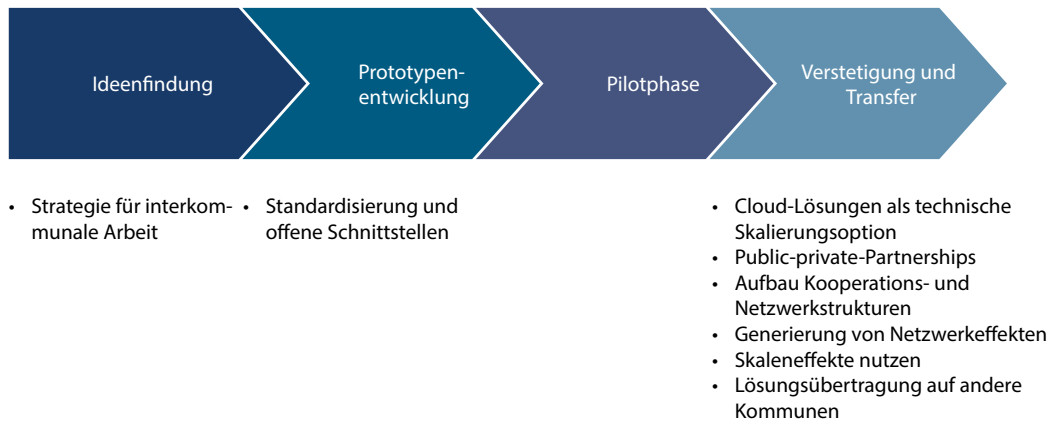 Ideenfindung
Prototypen-
entwicklung
Pilotphase
Verstetigung und
Transfer
• Strategie für interkom-
munale Arbeit
• Standardisierung und
offene Schnittstellen
• Cloud-Lösungen als technische
Skalierungsoption
• Public-private-Partnerships
• Aufbau Kooperations- und
Netzwerkstrukturen
• Generierung von Netzwerkeffekten
• Skaleneffekte nutzen
• Lösungsübertragung auf andere
Kommunen